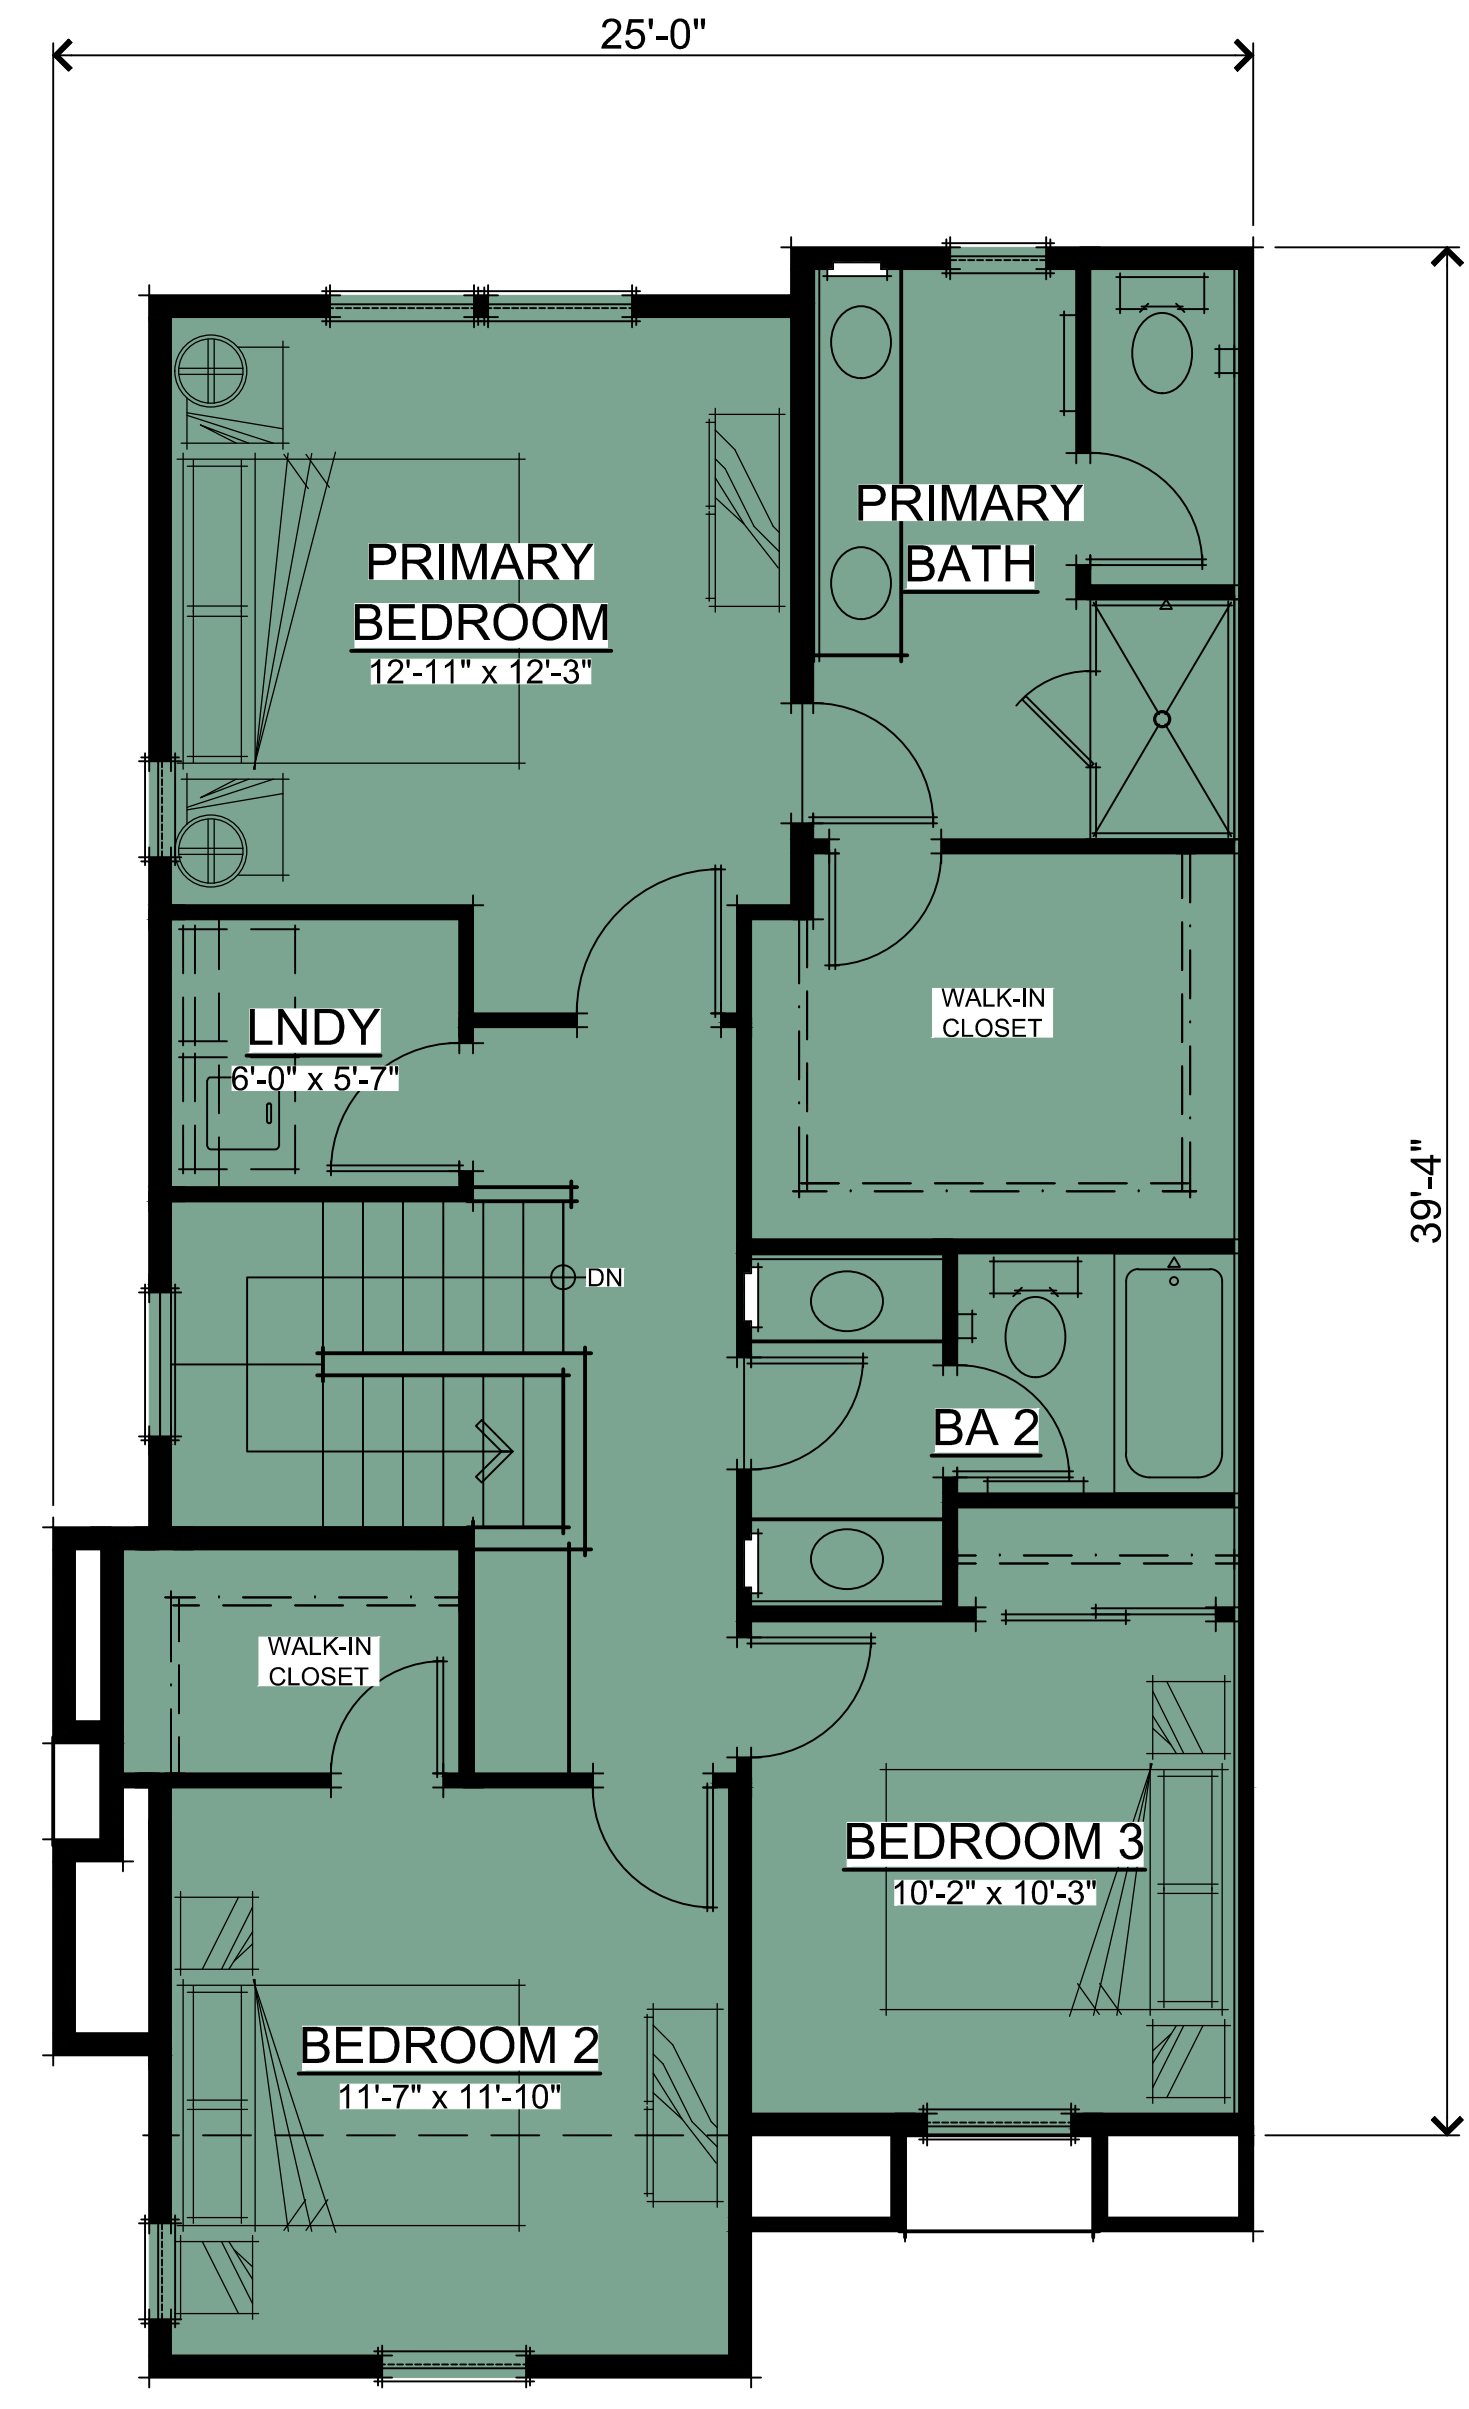 25'-0"
PRIMARY
BATH
PRIMARY
BEDROOM
12'-11" x 12'-3"
WALK-IN
CLOSET
LNDY
6'-0" x 5'-7"
39'-4"
DN
BA 2
WALK-IN
CLOSET
BEDROOM 3
10'-2" x 10'-3"
BEDROOM 2
11'-7" x 11'-10"